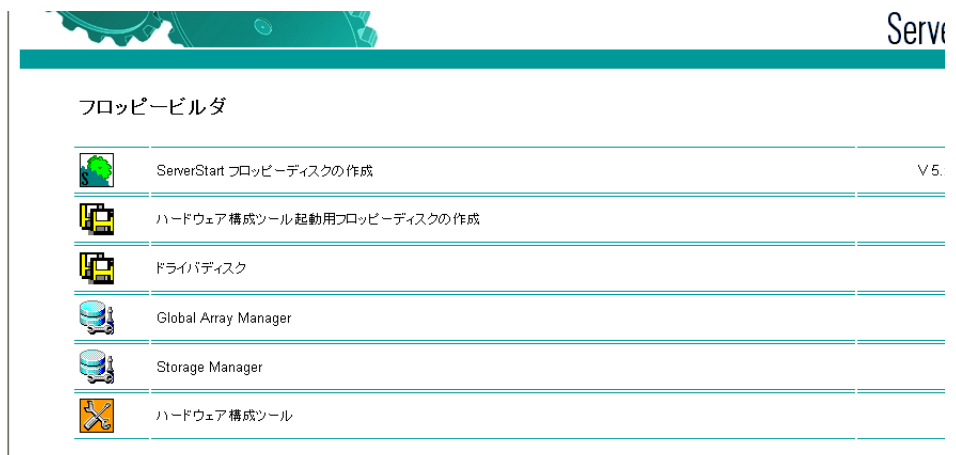 Serve
フロッピービルダ
ServerStart フロッピーディスクの作成 V 5.
ハードウェア構成ツール起動用フロッピーディスクの作成
ドライバディスク
Global Array Manager
Storage Manager
ハードウェア構成ツール